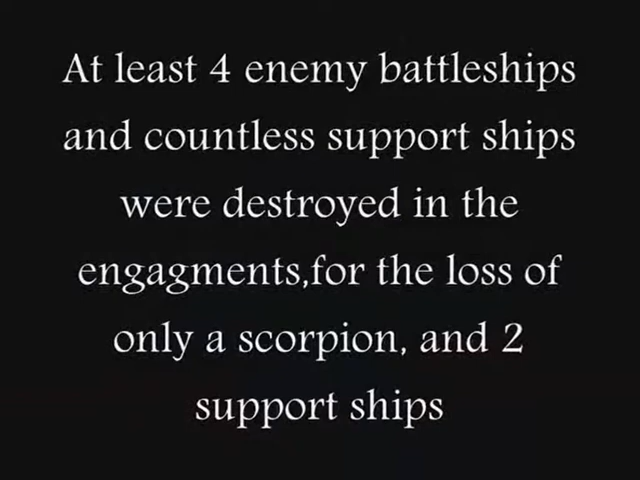 At least 4 enemy battleships
and countless support ships
were destroyed in the
engagments,for the loss of
only a scorpion, and 2
support ships